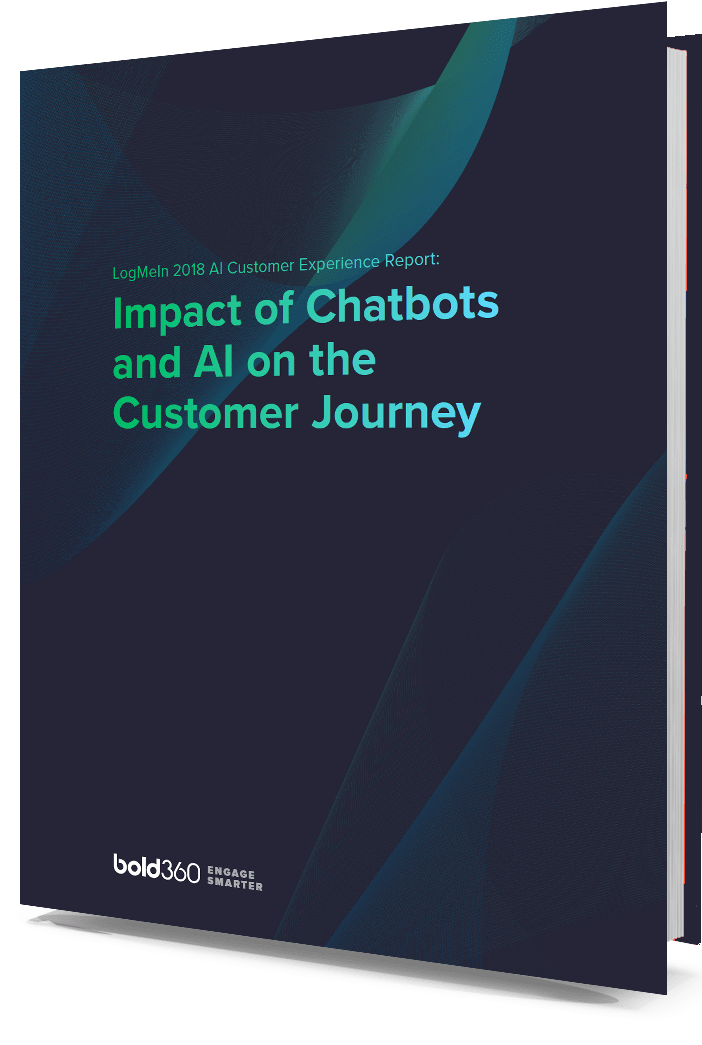 LogMeIn 2018 AI Customer Experience Report:
Impact of Chatbots
and AI on the
Customer Journey
bold360 ENGAGE
SMARTER